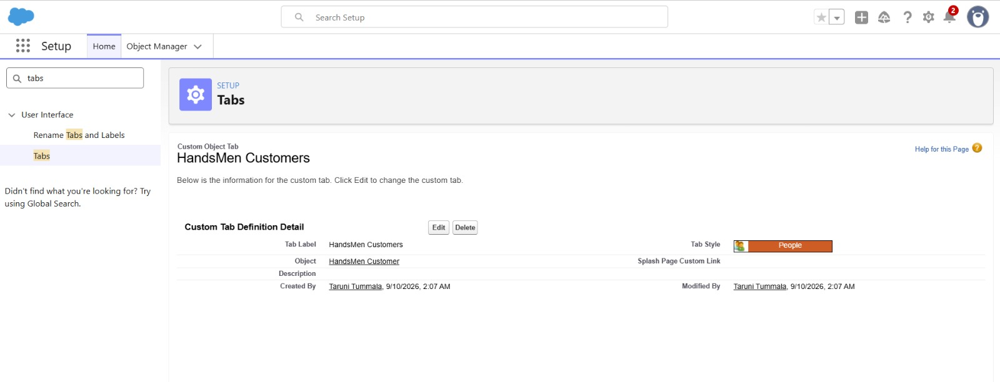 Search Setup
2
Setup
Home
Object Manager
tabs
User Interface
Rename Tabs and Labels
Tabs
Didn't find what you're looking for? Try
using Global Search.
SETUP
Tabs
Custom Object Tab
HandsMen Customers
Help for this Page ?
Below is the information for the custom tab. Click Edit to change the custom tab.
Custom Tab Definition Detail
Edit
Delete
Tab Label HandsMen Customers Tab Style People
Object HandsMen Customer Splash Page Custom Link
Description
Created By Taruni Tummala, 9/10/2026, 2:07 AM Modified By Taruni Tummala, 9/10/2026, 2:07 AM